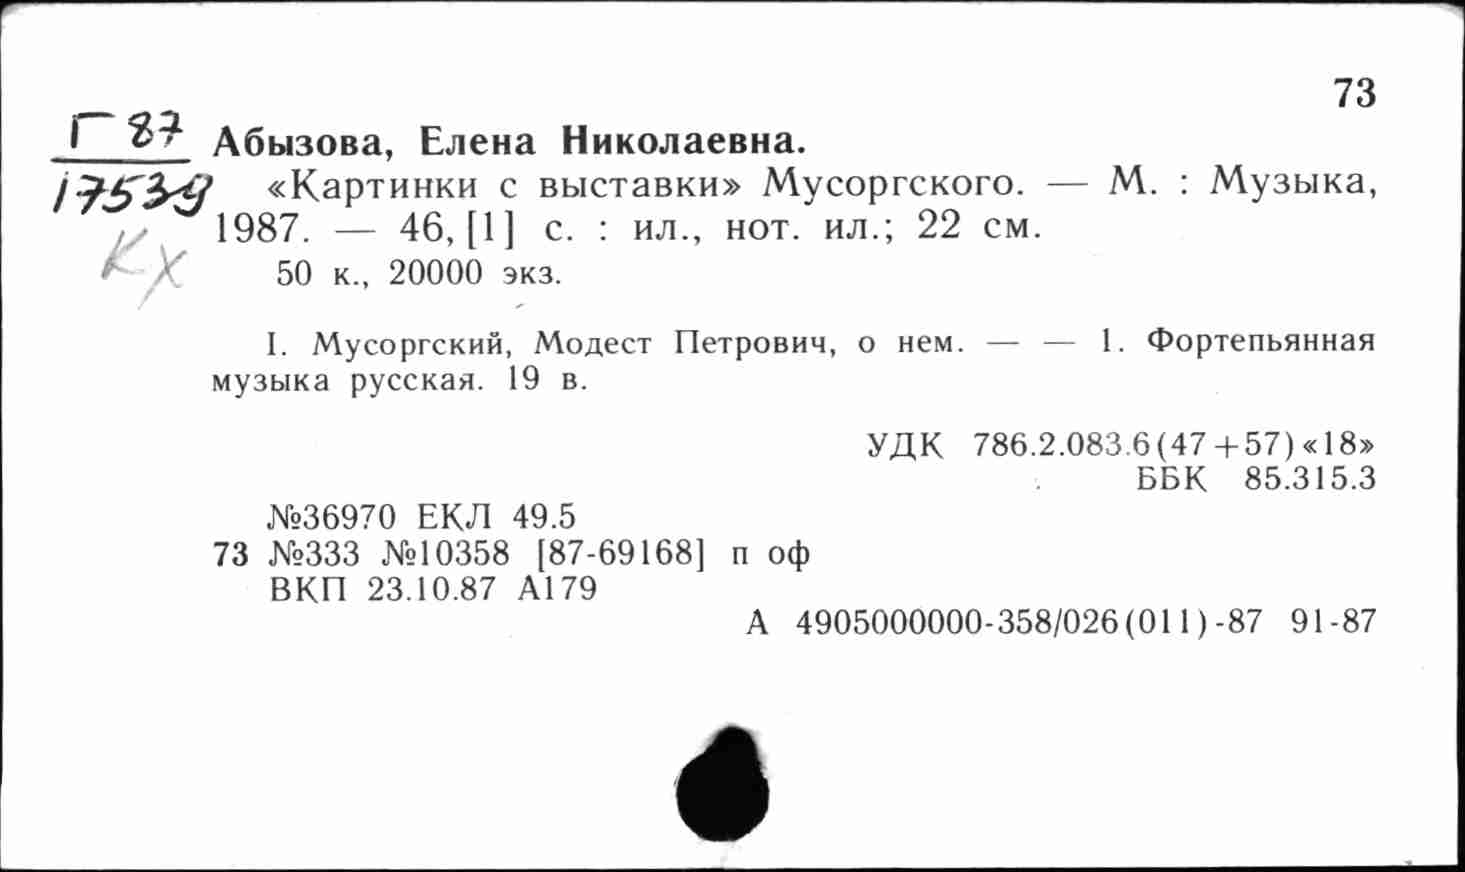 73
Г 87
17539
Кх
Абызова, Елена Николаевна.
«Картинки с выставки» Мусоргского. — М. : Музыка,
1987. — 46, [1] с. : ил., нот. ил.; 22 см.
50 к., 20000 экз.
I. Мусоргский, Модест Петрович, о нем. — — 1. Фортепьянная
музыка русская. 19 в.
УДК 786.2.083.6(47+57)«18»
ББК 85.315.3
№36970 ЕКЛ 49.5
73 №333 №10358 [87-69168] п оф
ВКП 23.10.87 А179
А 4905000000-358/026(011)-87 91-87